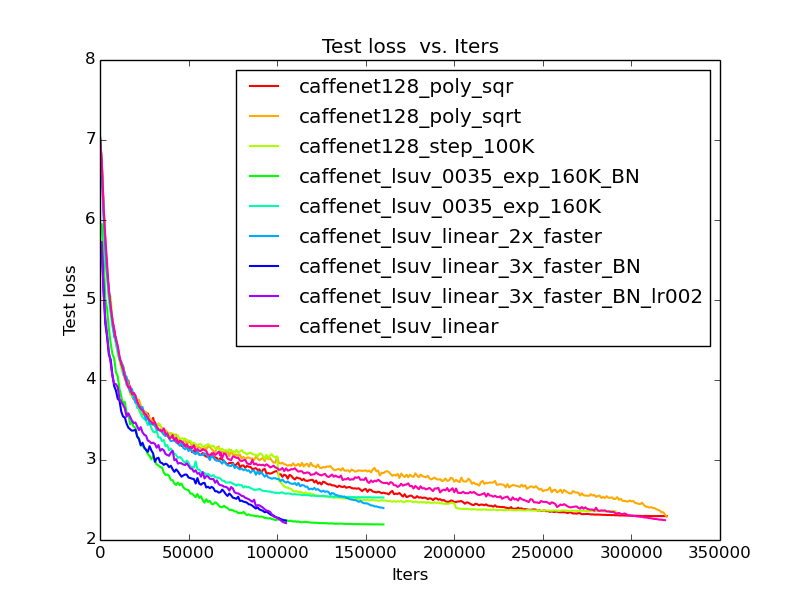 Test loss  vs. Iters
8
7
6
5
4
3
2
Test loss
caffenet128_poly_sqr
caffenet128_poly_sqrt
caffenet128_step_100K
caffenet_lsuv_0035_exp_160K_BN
caffenet_lsuv_0035_exp_160K
caffenet_lsuv_linear_2x_faster
caffenet_lsuv_linear_3x_faster_BN
caffenet_lsuv_linear_3x_faster_BN_lr002
caffenet_lsuv_linear
0 50000 100000 150000 200000 250000 300000 350000
Iters